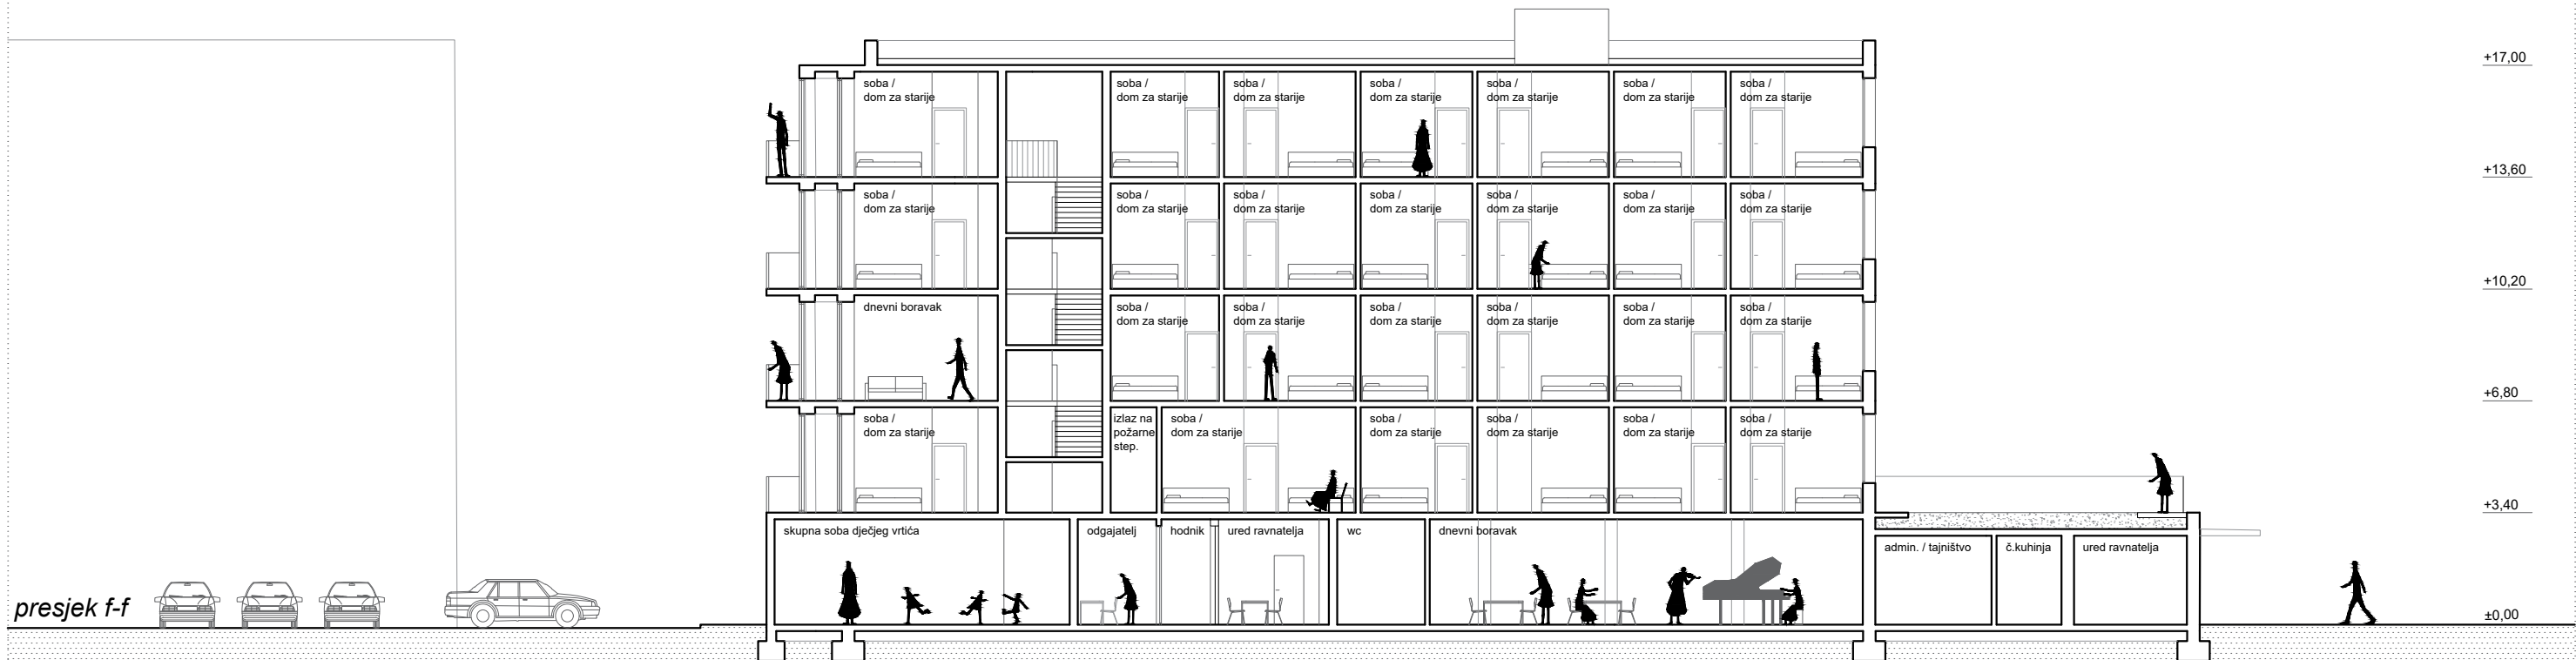 +17,00
soba /
dom za starije
soba /
dom za starije
soba /
dom za starije
soba /
dom za starije
soba /
dom za starije
soba /
dom za starije
soba /
dom za starije
+13,60
soba /
dom za starije
soba /
dom za starije
soba /
dom za starije
soba /
dom za starije
soba /
dom za starije
soba /
dom za starije
soba /
dom za starije
+10,20
dnevni boravak
soba /
dom za starije
soba /
dom za starije
soba /
dom za starije
soba /
dom za starije
soba /
dom za starije
soba /
dom za starije
+6,80
soba /
dom za starije
izlaz na
požarne
step.
soba /
dom za starije
soba /
dom za starije
soba /
dom za starije
soba /
dom za starije
soba /
dom za starije
+3,40
skupna soba dječjeg vrtića
odgajatelj
hodnik
ured ravnatelja
wc
dnevni boravak
admin. / tajništvo
č.kuhinja
ured ravnatelja
presjek f-f
±0,00